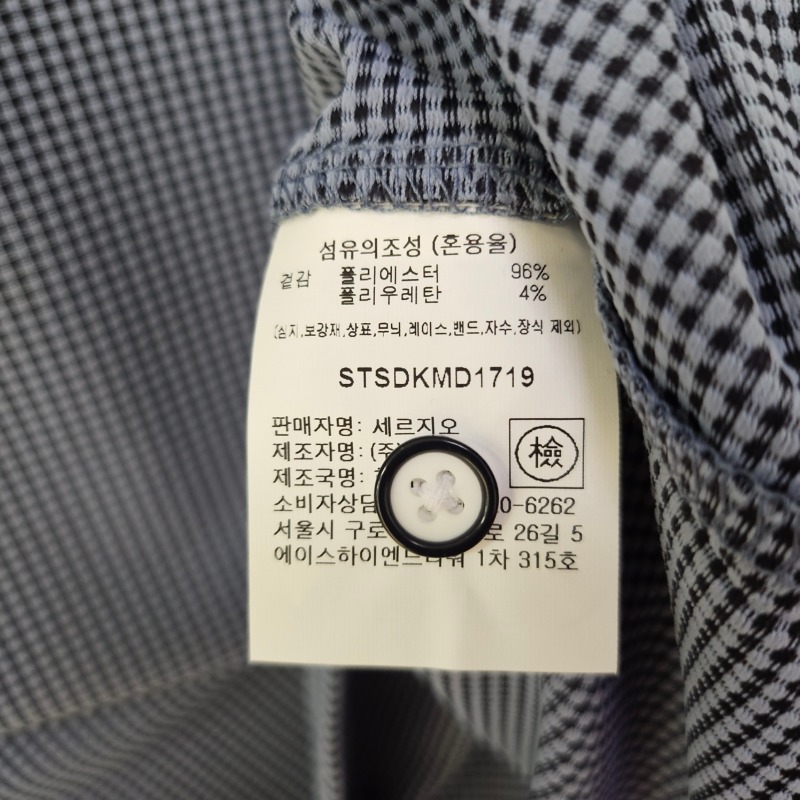 섬유의조성 (혼용율)
겉감 폴리에스터 96%
폴리우레탄 4%
(심지,보강재,상표,무늬,레이스,밴드,자수,장식 제외)
STSDKMD1719
판매자명: 세르지오
제조자명: (주
제조국명:
檢
소비자상담 0-6262
서울시 구로 로 26길 5
에이스하이엔드타워 1차 315호